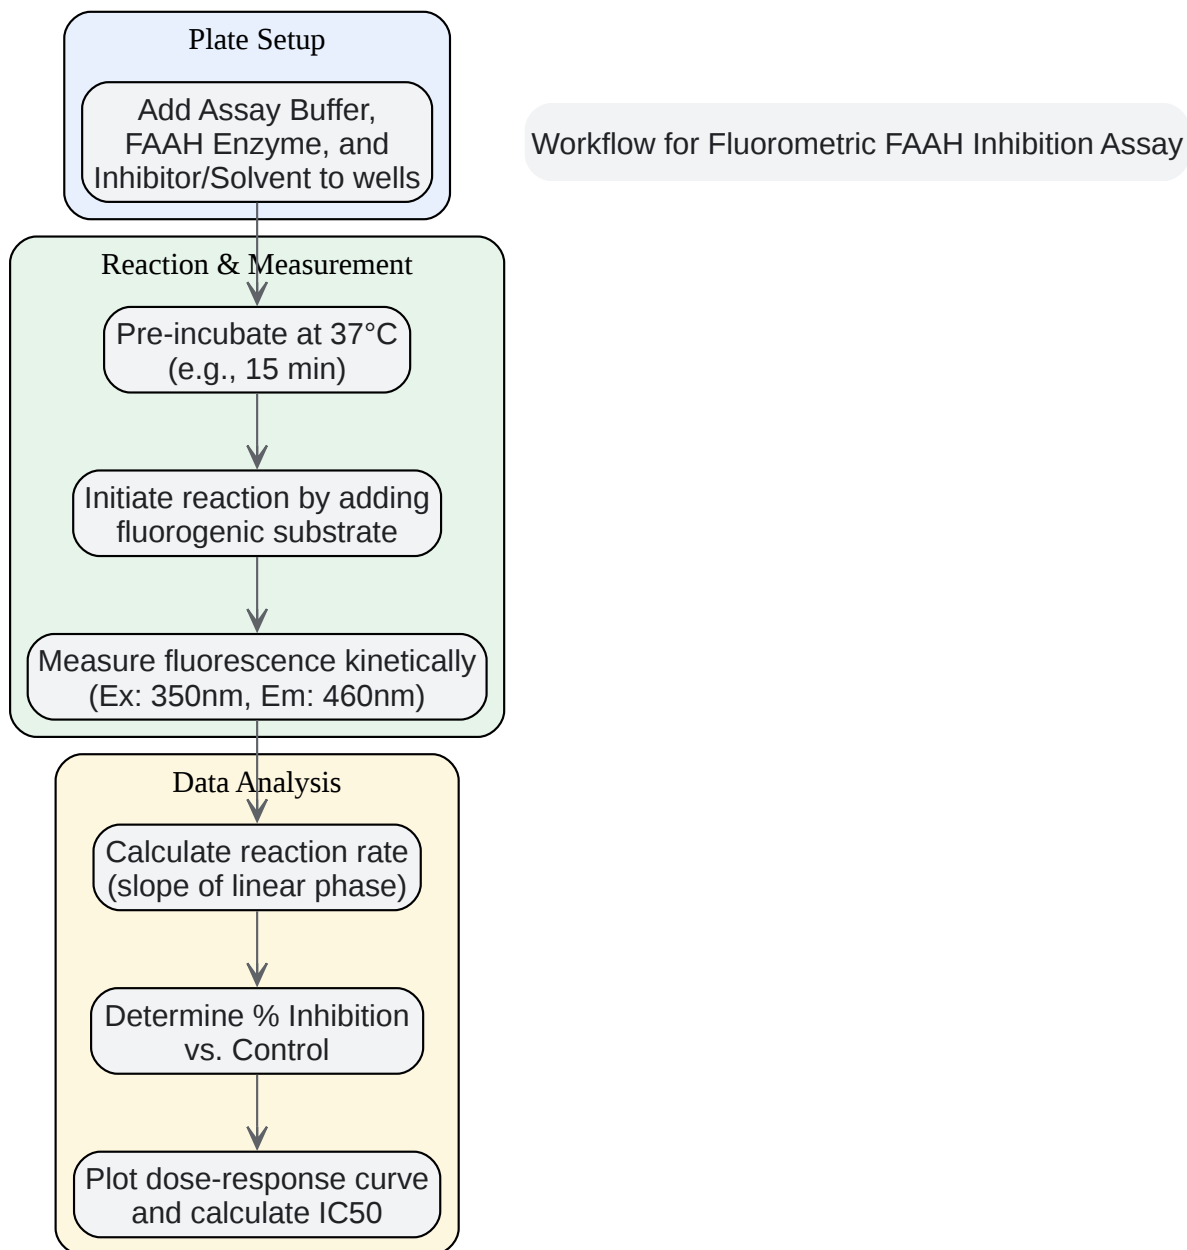 Plate Setup
Add Assay Buffer,
FAAH Enzyme, and
Inhibitor/Solvent to wells
Workflow for Fluorometric FAAH Inhibition Assay
Reaction & Measurement
Pre-incubate at 37°C
(e.g., 15 min)
Initiate reaction by adding
fluorogenic substrate
Measure fluorescence kinetically
(Ex: 350nm, Em: 460nm)
Data Analysis
Calculate reaction rate
(slope of linear phase)
Determine % Inhibition
vs. Control
Plot dose-response curve
and calculate IC50